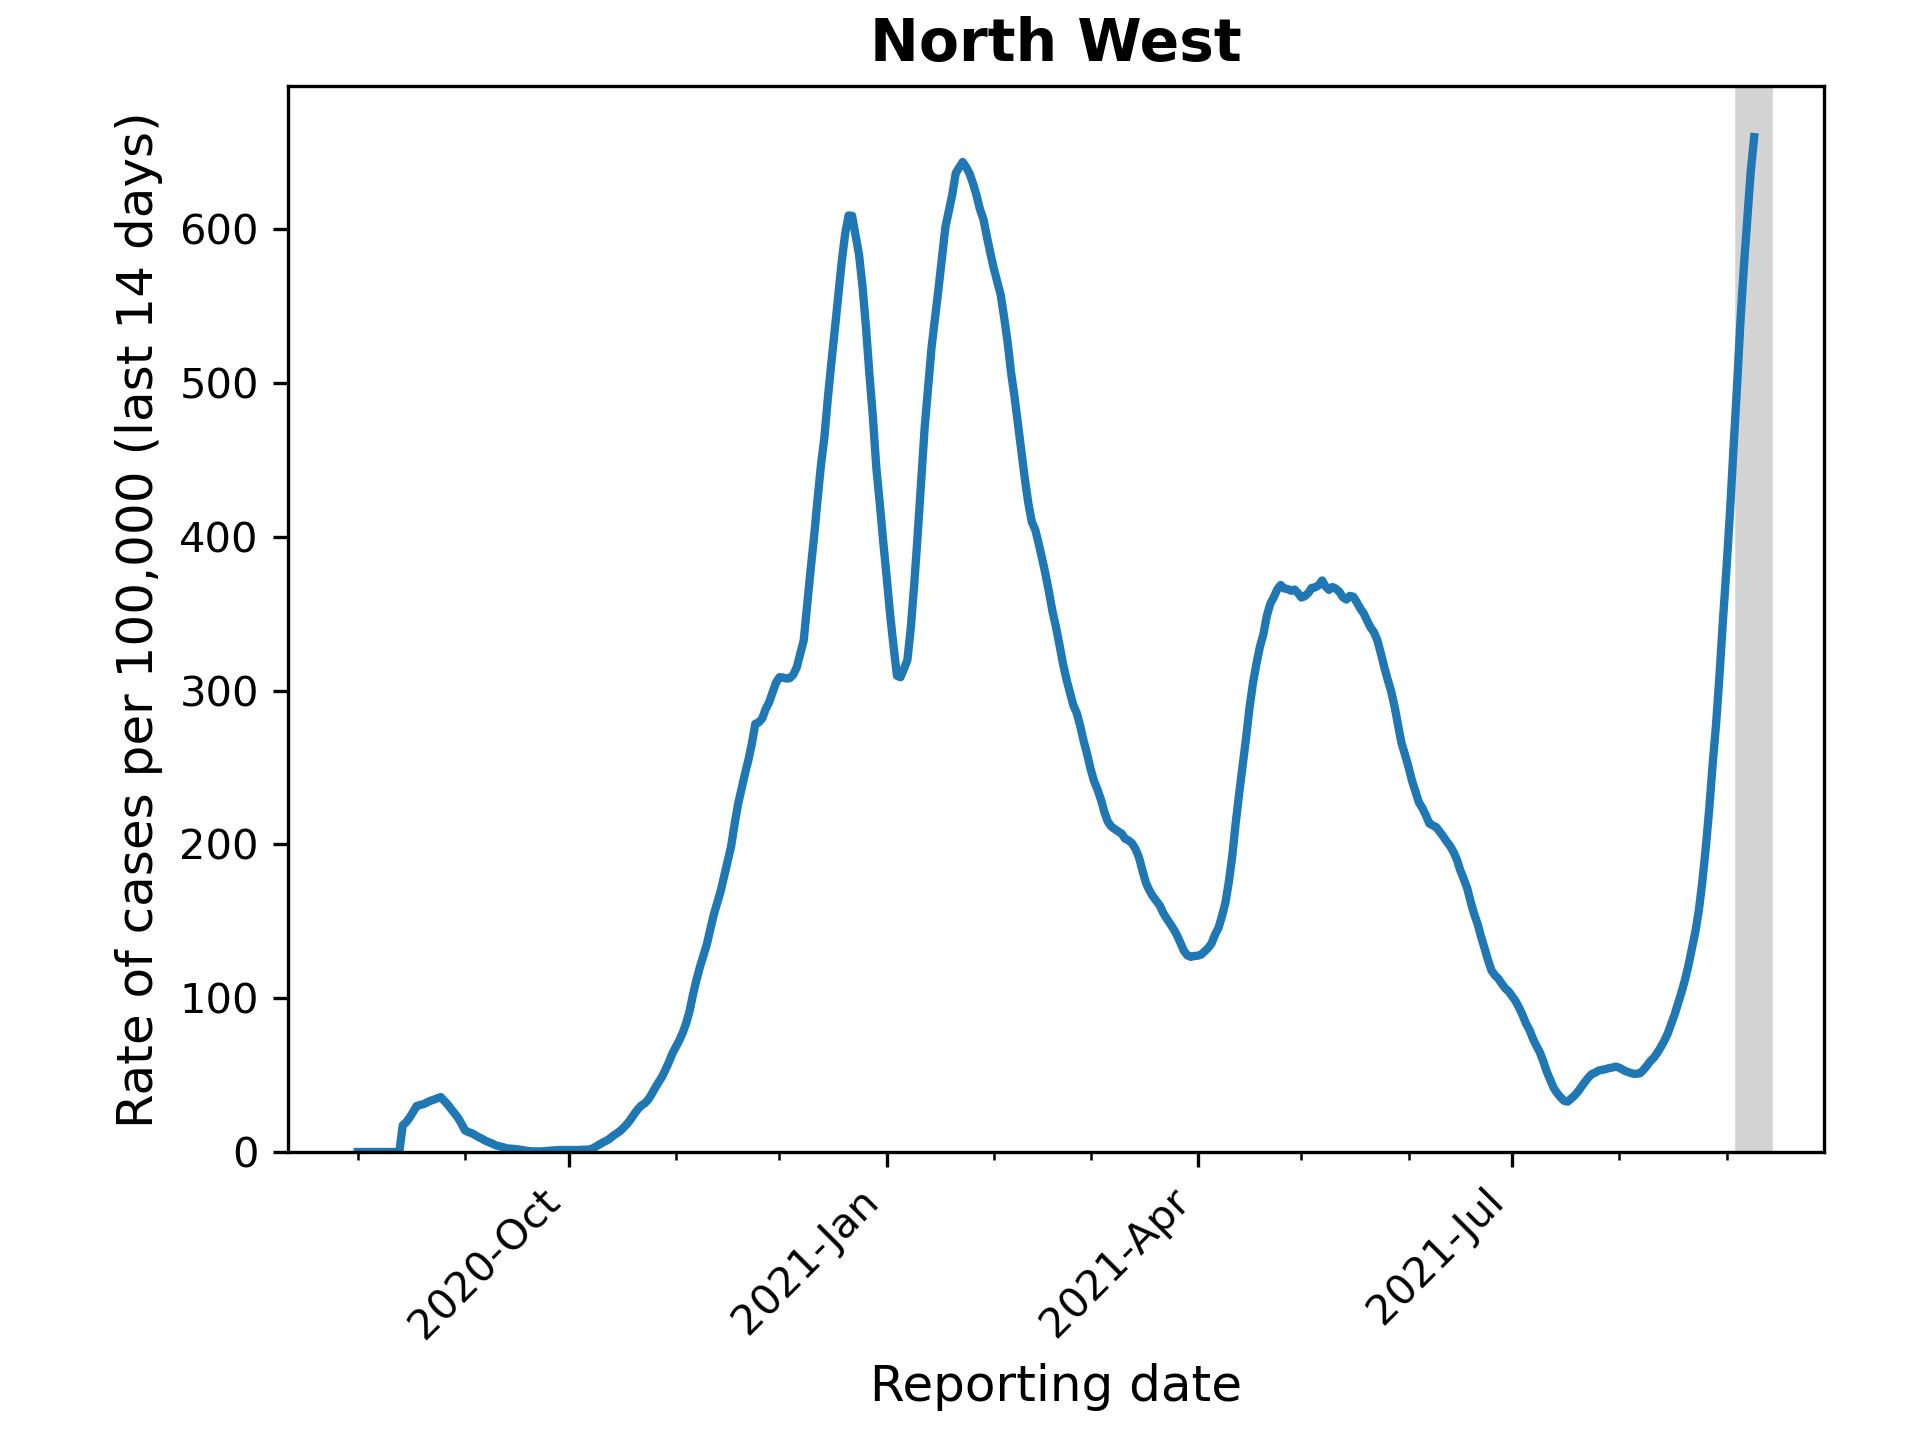 North West
Rate of cases per 100,000 (last 14 days)
600
500
400
300
200
100
0
2020-Oct
2021-Jan
2021-Apr
2021-Jul
Reporting date